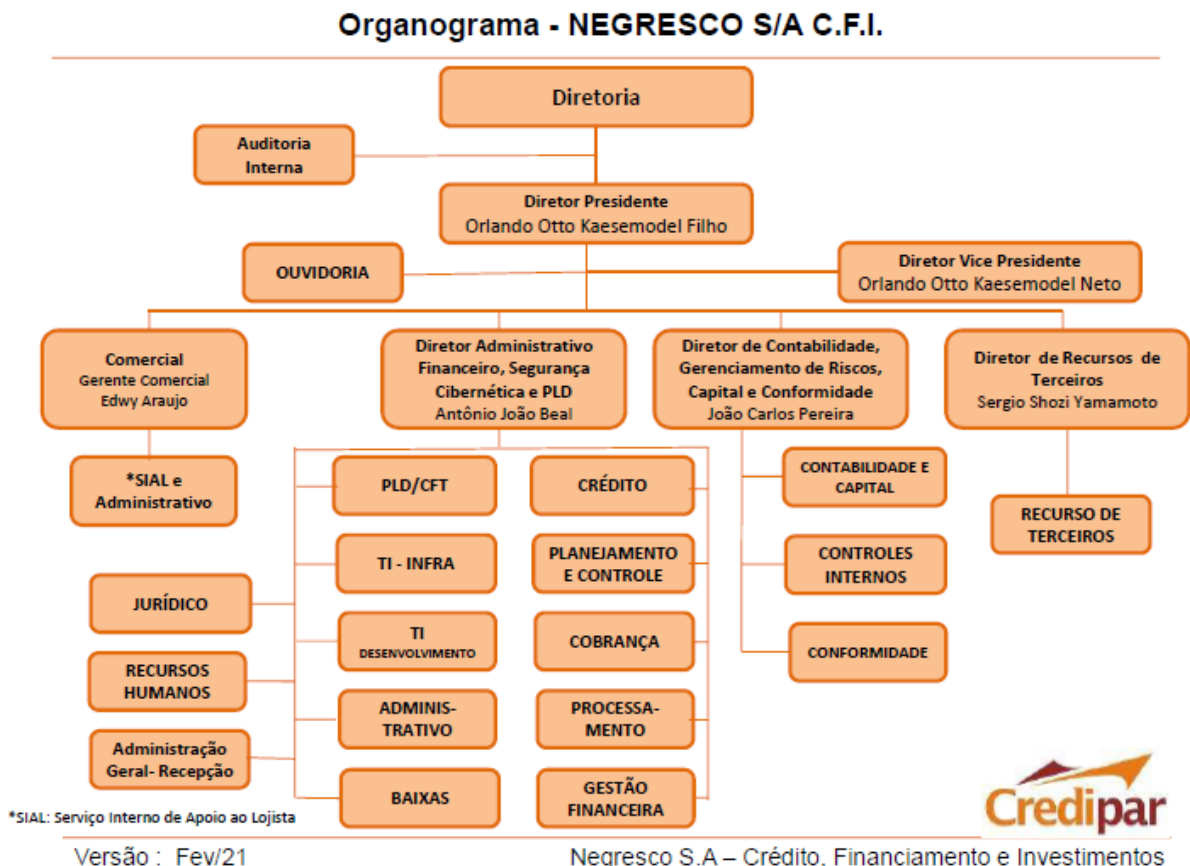 Organograma - NEGRESCO S/A C.F.I.
Diretoria
Auditoria
Interna
Diretor Presidente
Orlando Otto Kaesemodel Filho
OUVIDORIA
Diretor Vice Presidente
Orlando Otto Kaesemodel Neto
Comercial
Gerente Comercial
Edwy Araujo
Diretor Administrativo
Financeiro, Segurança
Cibernética e PLD
Antônio João Beal
Diretor de Contabilidade,
Gerenciamento de Riscos,
Capital e Conformidade
João Carlos Pereira
Diretor de Recursos de
Terceiros
Sergio Shozi Yamamoto
*SIAL e
Administrativo
PLD/CFT
CRÉDITO
CONTABILIDADE E
CAPITAL
RECURSO DE
TERCEIROS
TI - INFRA
PLANEJAMENTO
E CONTROLE
CONTROLES
INTERNOS
JURÍDICO
TI
DESENVOLVIMENTO
COBRANÇA
CONFORMIDADE
RECURSOS
HUMANOS
ADMINIS-
TRATIVO
PROCESSA-
MENTO
Administração
Geral- Recepção
BAIXAS
GESTÃO
FINANCEIRA
Credipar
*SIAL: Serviço Interno de Apoio ao Lojista
Versão : Fev/21
Negresco S.A – Crédito, Financiamento e Investimentos